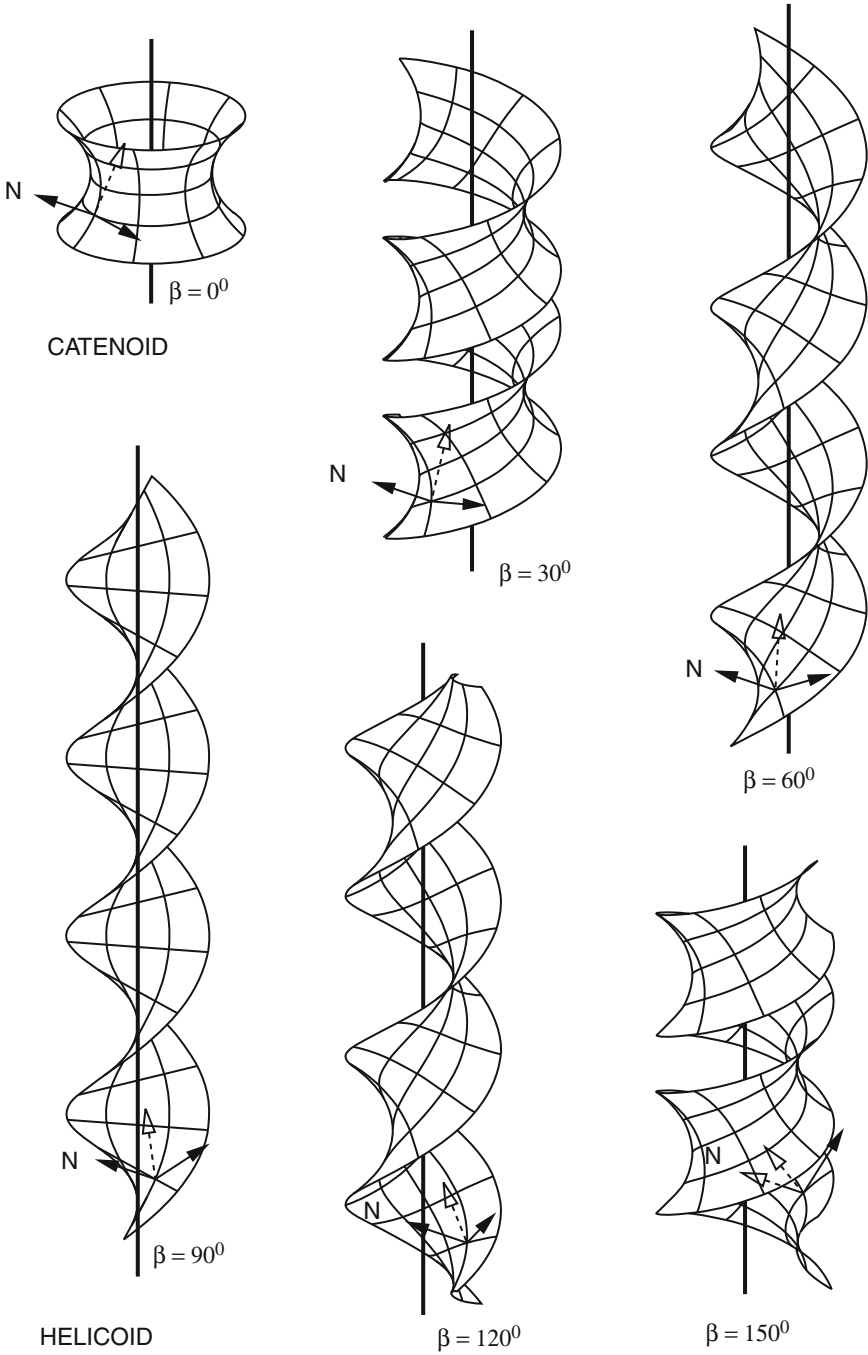 N
β = 0⁰
CATENOID
N
β = 30⁰
N
β = 60⁰
N
β = 90⁰
HELICOID
N
β = 120⁰
N
β = 150⁰